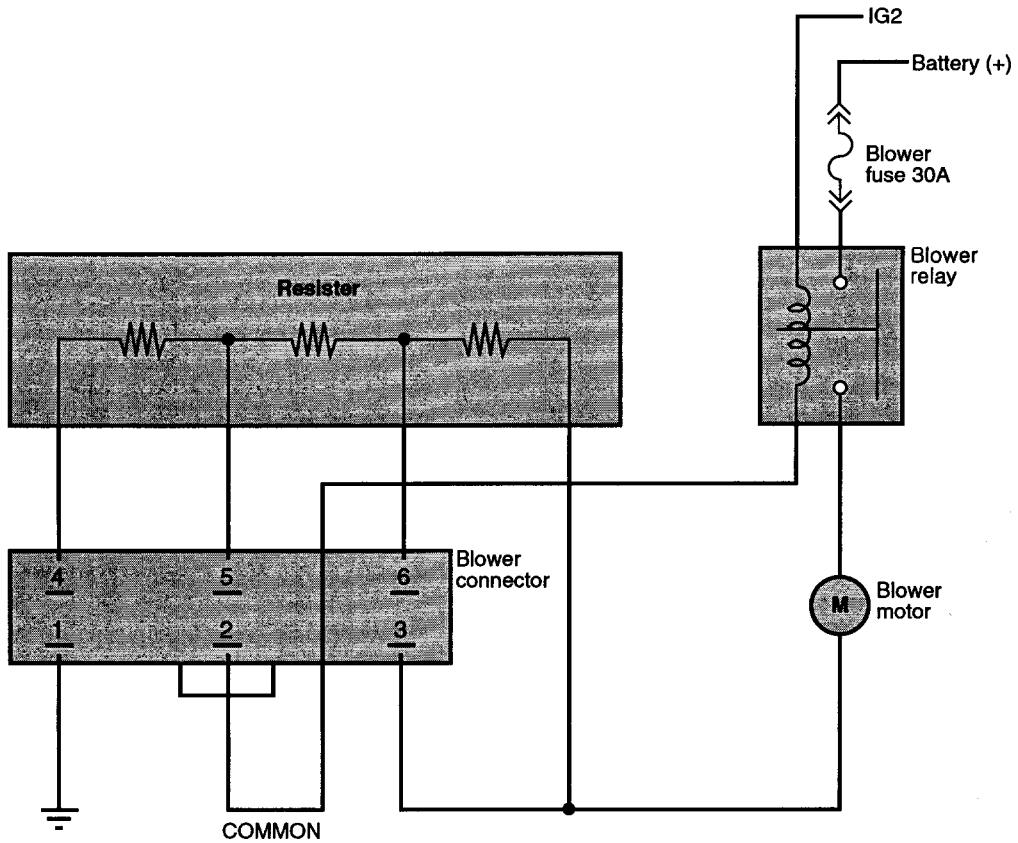 IG2
Battery (+)
Blower
fuse 30A
Blower
relay
Resister
Blower
connector
4 5 6
1 2 3
M
Blower
motor
COMMON